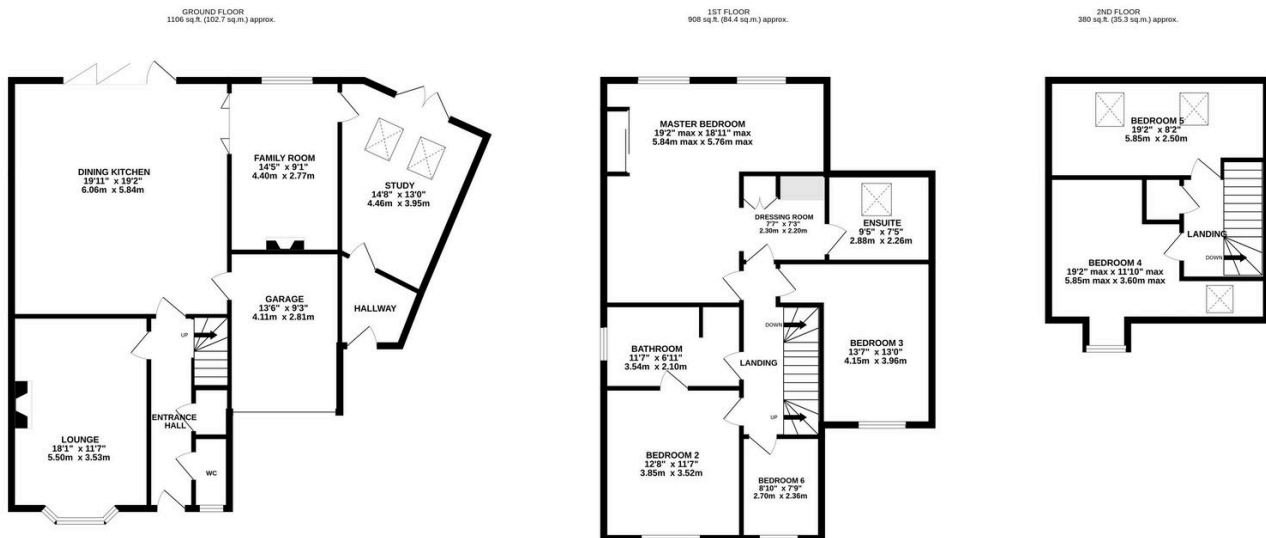 GROUND FLOOR
1106 sq.ft. (102.7 sq.m.) approx.
DINING KITCHEN
19'11" x 19'2"
6.06m x 5.84m
FAMILY ROOM
14'5" x 9'1"
4.40m x 2.77m
STUDY
14'8" x 13'0"
4.46m x 3.95m
GARAGE
13'6" x 9'3"
4.11m x 2.81m
HALLWAY
UP
LOUNGE
18'1" x 11'7"
5.50m x 3.53m
ENTRANCE
HALL
WC
1ST FLOOR
908 sq.ft. (84.4 sq.m.) approx.
MASTER BEDROOM
19'2" max x 18'11" max
5.84m max x 5.76m max
DRESSING ROOM
7'7" x 7'3"
2.30m x 2.20m
ENSUITE
9'5" x 7'5"
2.88m x 2.26m
BATHROOM
11'7" x 6'11"
3.54m x 2.10m
DOWN
LANDING
UP
BEDROOM 3
13'7" x 13'0"
4.15m x 3.96m
BEDROOM 2
12'8" x 11'7"
3.85m x 3.52m
BEDROOM 6
8'10" x 7'9"
2.70m x 2.36m
2ND FLOOR
380 sq.ft. (35.3 sq.m.) approx.
BEDROOM 5
19'2" x 8'2"
5.85m x 2.50m
LANDING
DOWN
BEDROOM 4
19'2" max x 11'10" max
5.85m max x 3.60m max